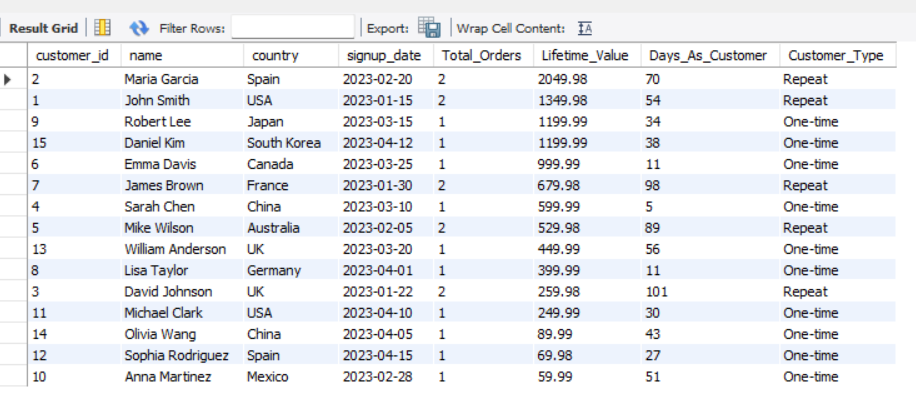 Result Grid Filter Rows: Export: Wrap Cell Content: IA
customer_id name country signup_date Total_Orders Lifetime_Value Days_As_Customer Customer_Type
2 Maria Garcia Spain 2023-02-20 2 2049.98 70 Repeat
1 John Smith USA 2023-01-15 2 1349.98 54 Repeat
9 Robert Lee Japan 2023-03-15 1 1199.99 34 One-time
15 Daniel Kim South Korea 2023-04-12 1 1199.99 38 One-time
6 Emma Davis Canada 2023-03-25 1 999.99 11 One-time
7 James Brown France 2023-01-30 2 679.98 98 Repeat
4 Sarah Chen China 2023-03-10 1 599.99 5 One-time
5 Mike Wilson Australia 2023-02-05 2 529.98 89 Repeat
13 William Anderson UK 2023-03-20 1 449.99 56 One-time
8 Lisa Taylor Germany 2023-04-01 1 399.99 11 One-time
3 David Johnson UK 2023-01-22 2 259.98 101 Repeat
11 Michael Clark USA 2023-04-10 1 249.99 30 One-time
14 Olivia Wang China 2023-04-05 1 89.99 43 One-time
12 Sophia Rodriguez Spain 2023-04-15 1 69.98 27 One-time
10 Anna Martinez Mexico 2023-02-28 1 59.99 51 One-time